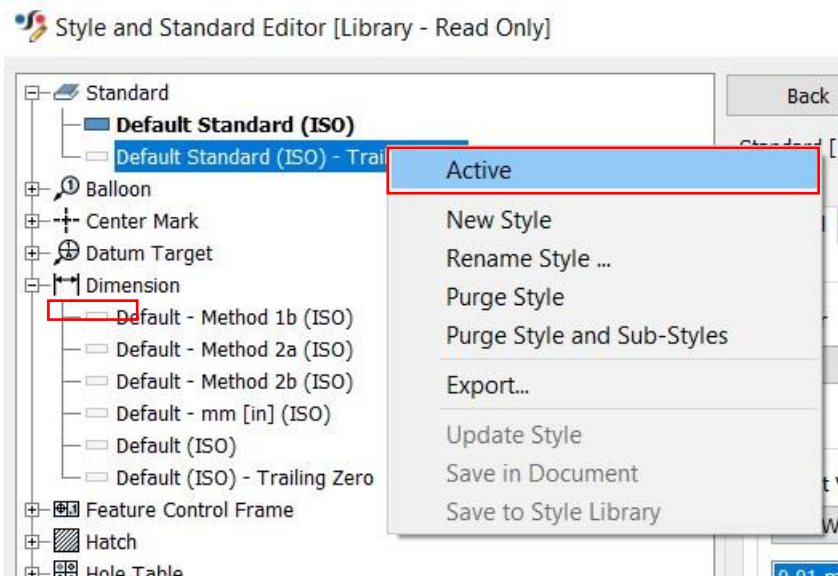 Style and Standard Editor [Library - Read Only]
Standard
Default Standard (ISO)
Default Standard (ISO) -
Balloon
Center Mark
Datum Target
Dimension
Default - Method 1b (ISO)
Default - Method 2a (ISO)
Default - Method 2b (ISO)
Default - mm [in] (ISO)
Default (ISO)
Default (ISO) - Trailing Zero
Feature Control Frame
Hatch
Hole Table
Back
Active
New Style
Rename Style ...
Purge Style
Purge Style and Sub-Styles
Export...
Update Style
Save in Document
Save to Style Library